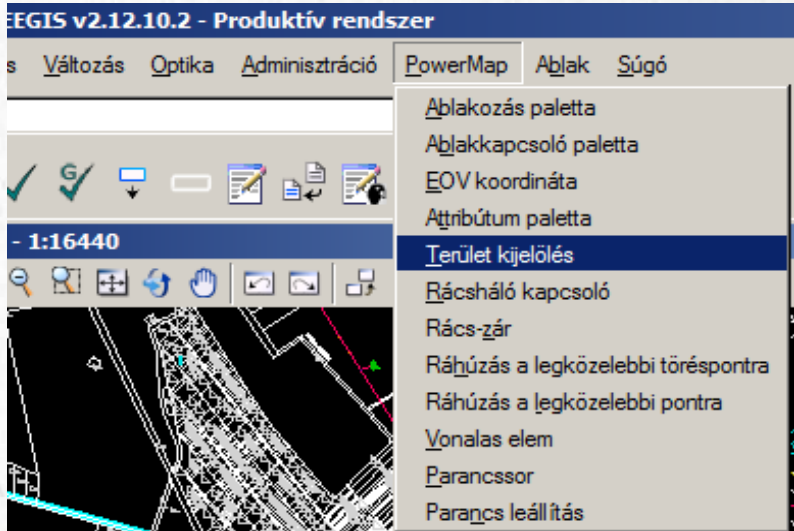 EEGIS v2.12.10.2 - Produktív rendszer
s Változás Optika Adminisztráció PowerMap Ablak Súgó
Ablakozás paletta
Ablakkapcsoló paletta
EOV koordináta
Attribútum paletta
- 1:16440
Terület kijelölés
Rácsháló kapcsoló
Rács-zár
Ráhúzás a legközelebbi töréspontra
Ráhúzás a legközelebbi pontra
Vonalas elem
Parancssor
Parancs leállítás